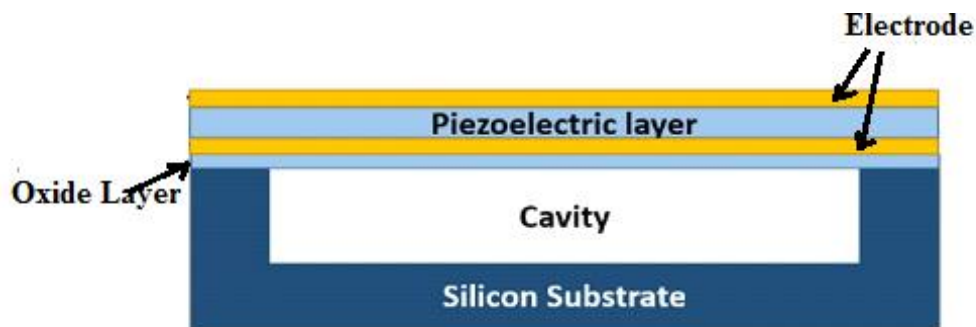 Electrode
Piezoelectric layer
Oxide Layer
Cavity
Silicon Substrate